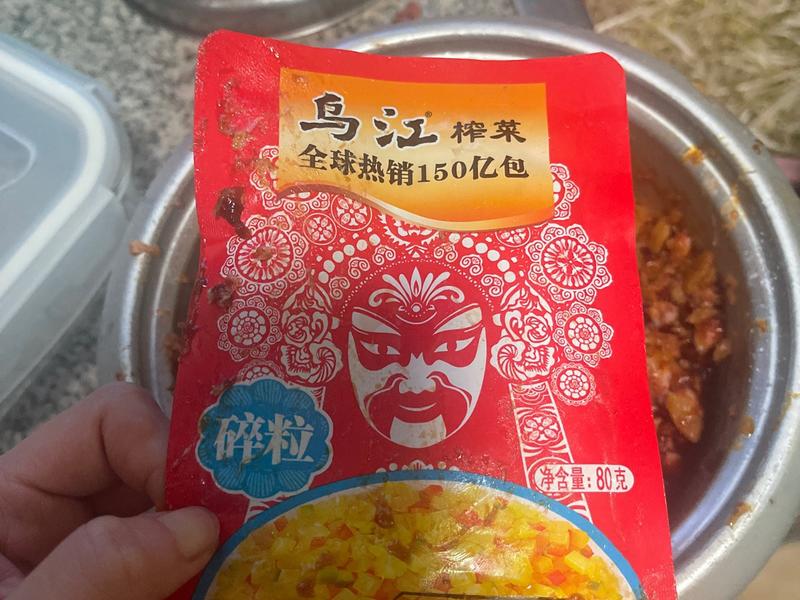 乌江® 榨菜
全球热销150亿包
碎粒
净含量:80克